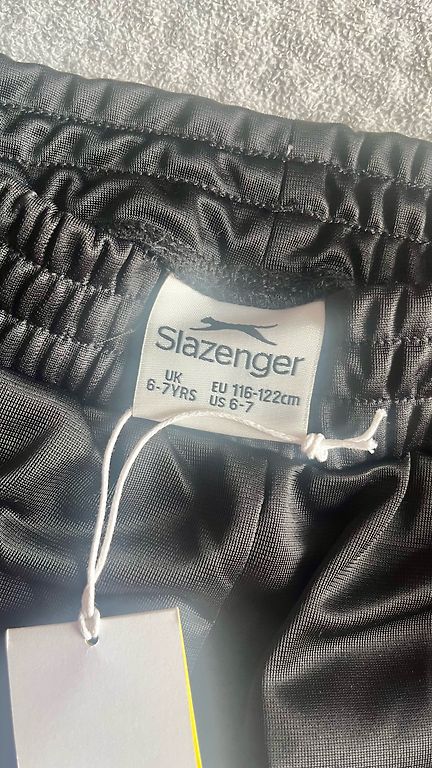 Slazenger
UK EU 116-122cm
6-7YRS US 6-7